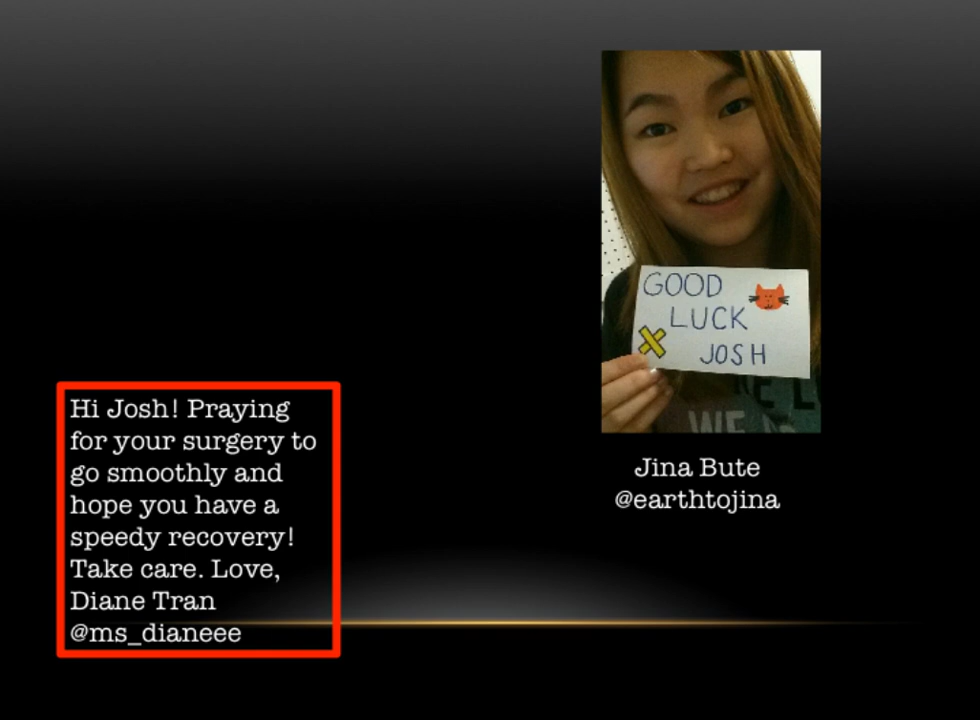 Hi Josh! Praying
for your surgery to
go smoothly and
hope you have a
speedy recovery!
Take care. Love,
Diane Tran
@ms_dianeee
GOOD
LUCK
JOSH
WE
Jina Bute
@earthtojina